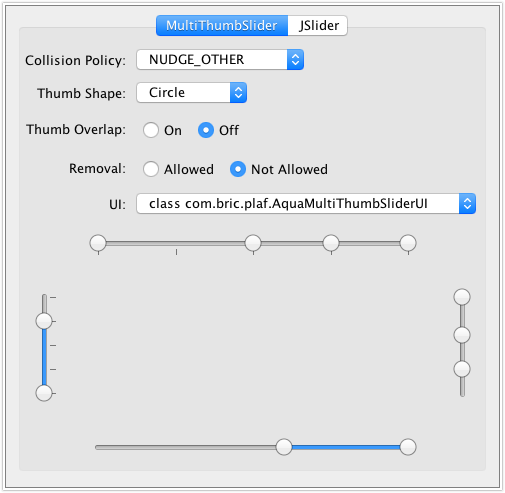 MultiThumbSlider JSlider
Collision Policy: NUDGE_OTHER
Thumb Shape: Circle
Thumb Overlap: On Off
Removal: Allowed Not Allowed
UI: class com.bric.plaf.AquaMultiThumbSliderUI